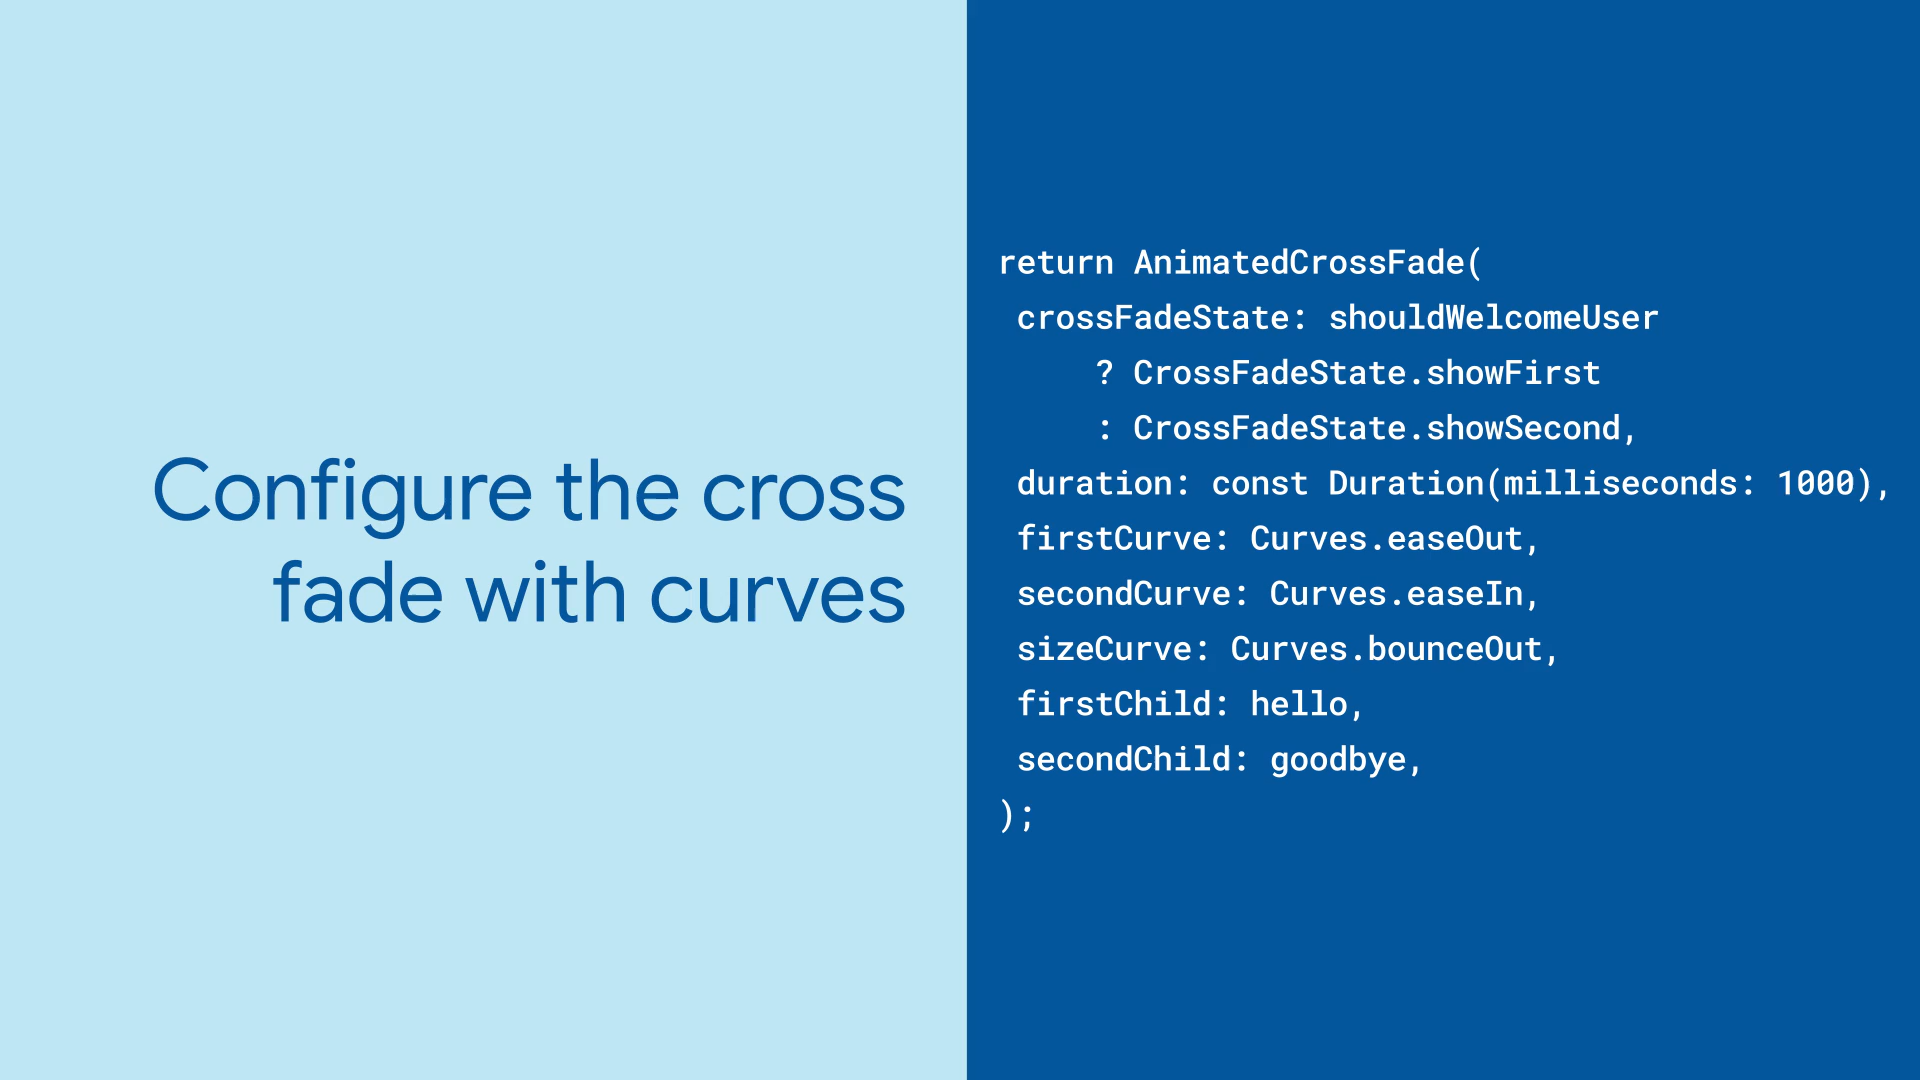 Configure the cross
fade with curves
return AnimatedCrossFade(
 crossFadeState: shouldWelcomeUser
     ? CrossFadeState.showFirst
     : CrossFadeState.showSecond,
 duration: const Duration(milliseconds: 1000),
 firstCurve: Curves.easeOut,
 secondCurve: Curves.easeIn,
 sizeCurve: Curves.bounceOut,
 firstChild: hello,
 secondChild: goodbye,
);